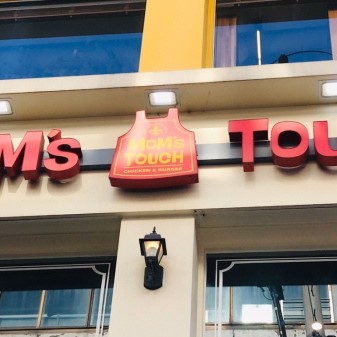 M's
MOM'S
TOUCH
CHICKEN & BURGER
TOU